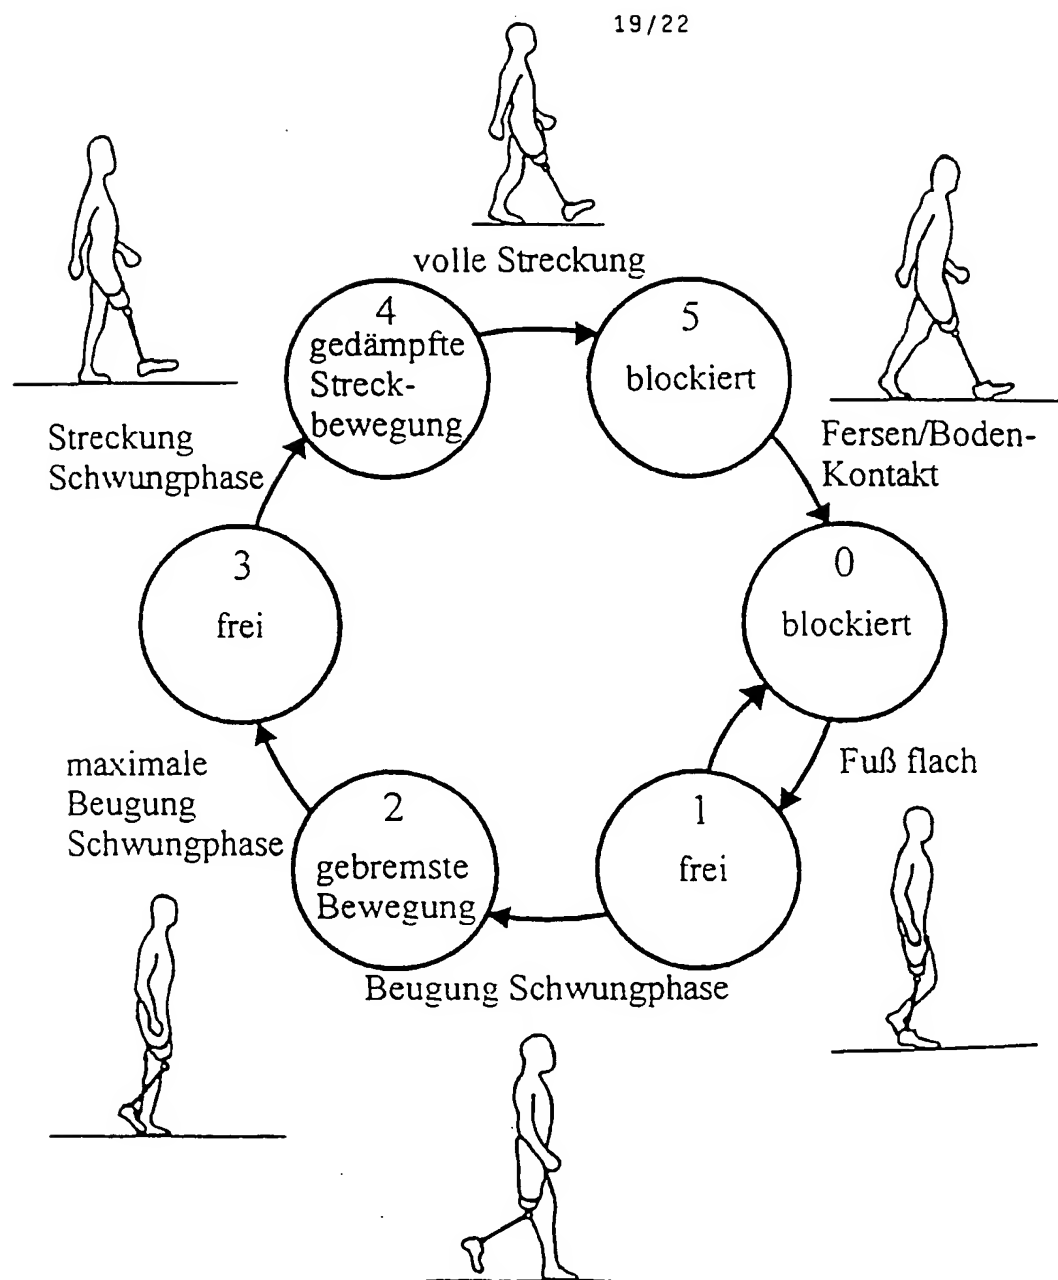 19/22
volle Streckung
4
gedämpfte
Streck-
bewegung
5
blockiert
Streckung
Schwungphase
Fersen/Boden-
Kontakt
3
frei
0
blockiert
maximale
Beugung
Schwungphase
Fuß flach
2
gebremste
Bewegung
1
frei
Beugung Schwungphase